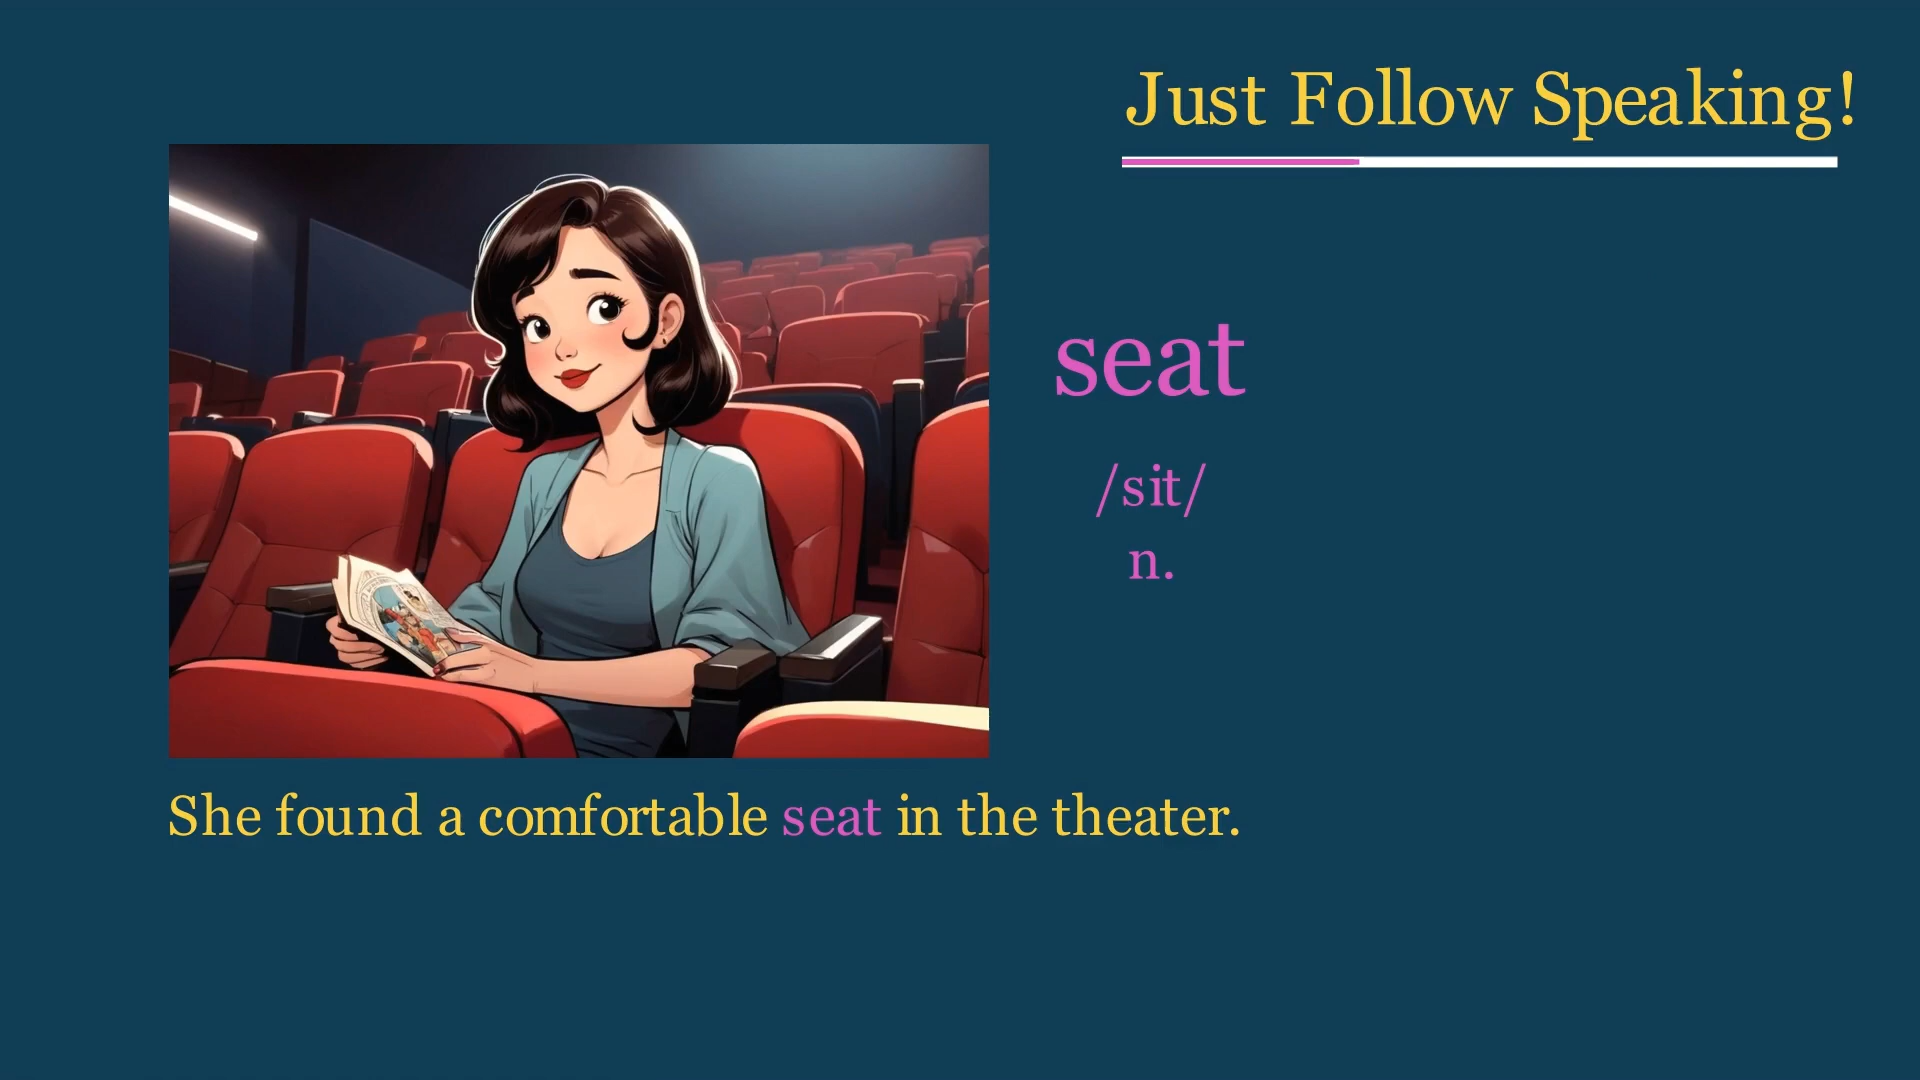 Just Follow Speaking!
seat
/sit/
n.
She found a comfortable seat in the theater.